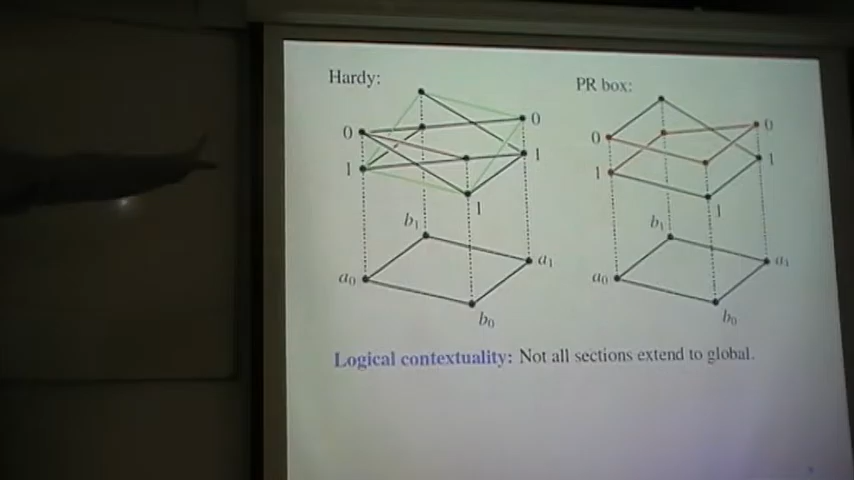 Hardy:
PR box:
0
0
1
1
1
b₁
a₀
a₁
b₀
0
0
1
1
1
b₁
a₀
a₁
b₀
Logical contextuality: Not all sections extend to global.